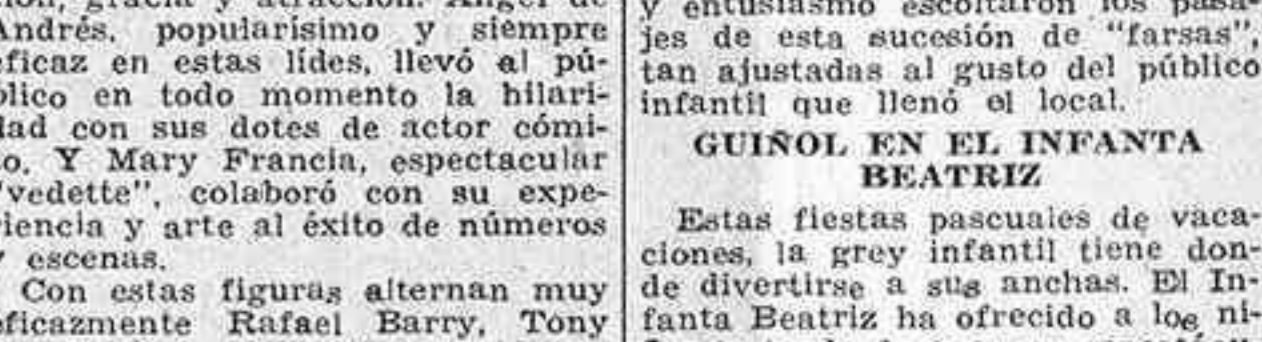 ción, gracia y atracción. Angel de
Andrés, popularísimo y siempre
eficaz en estas lides, llevó al pú-
blico en todo momento la hilari-
dad con sus dotes de actor cómi-
co. Y Mary Francia, espectacular
"vedette", colaboró con su expe-
riencia y arte al éxito de números
y escenas.
Con estas figuras alternan muy
eficazmente Rafael Barry, Tony
y entusiasmo escoltaron los pasa-
jes de esta sucesión de "farsas",
tan ajustadas al gusto del público
infantil que llenó el local.
GUIÑOL EN EL INFANTA
BEATRIZ
Estas fiestas pascuales de vaca-
ciones, la grey infantil tiene don-
de divertirse a sus anchas. El In-
fanta Beatriz ha ofrecido a los ni-